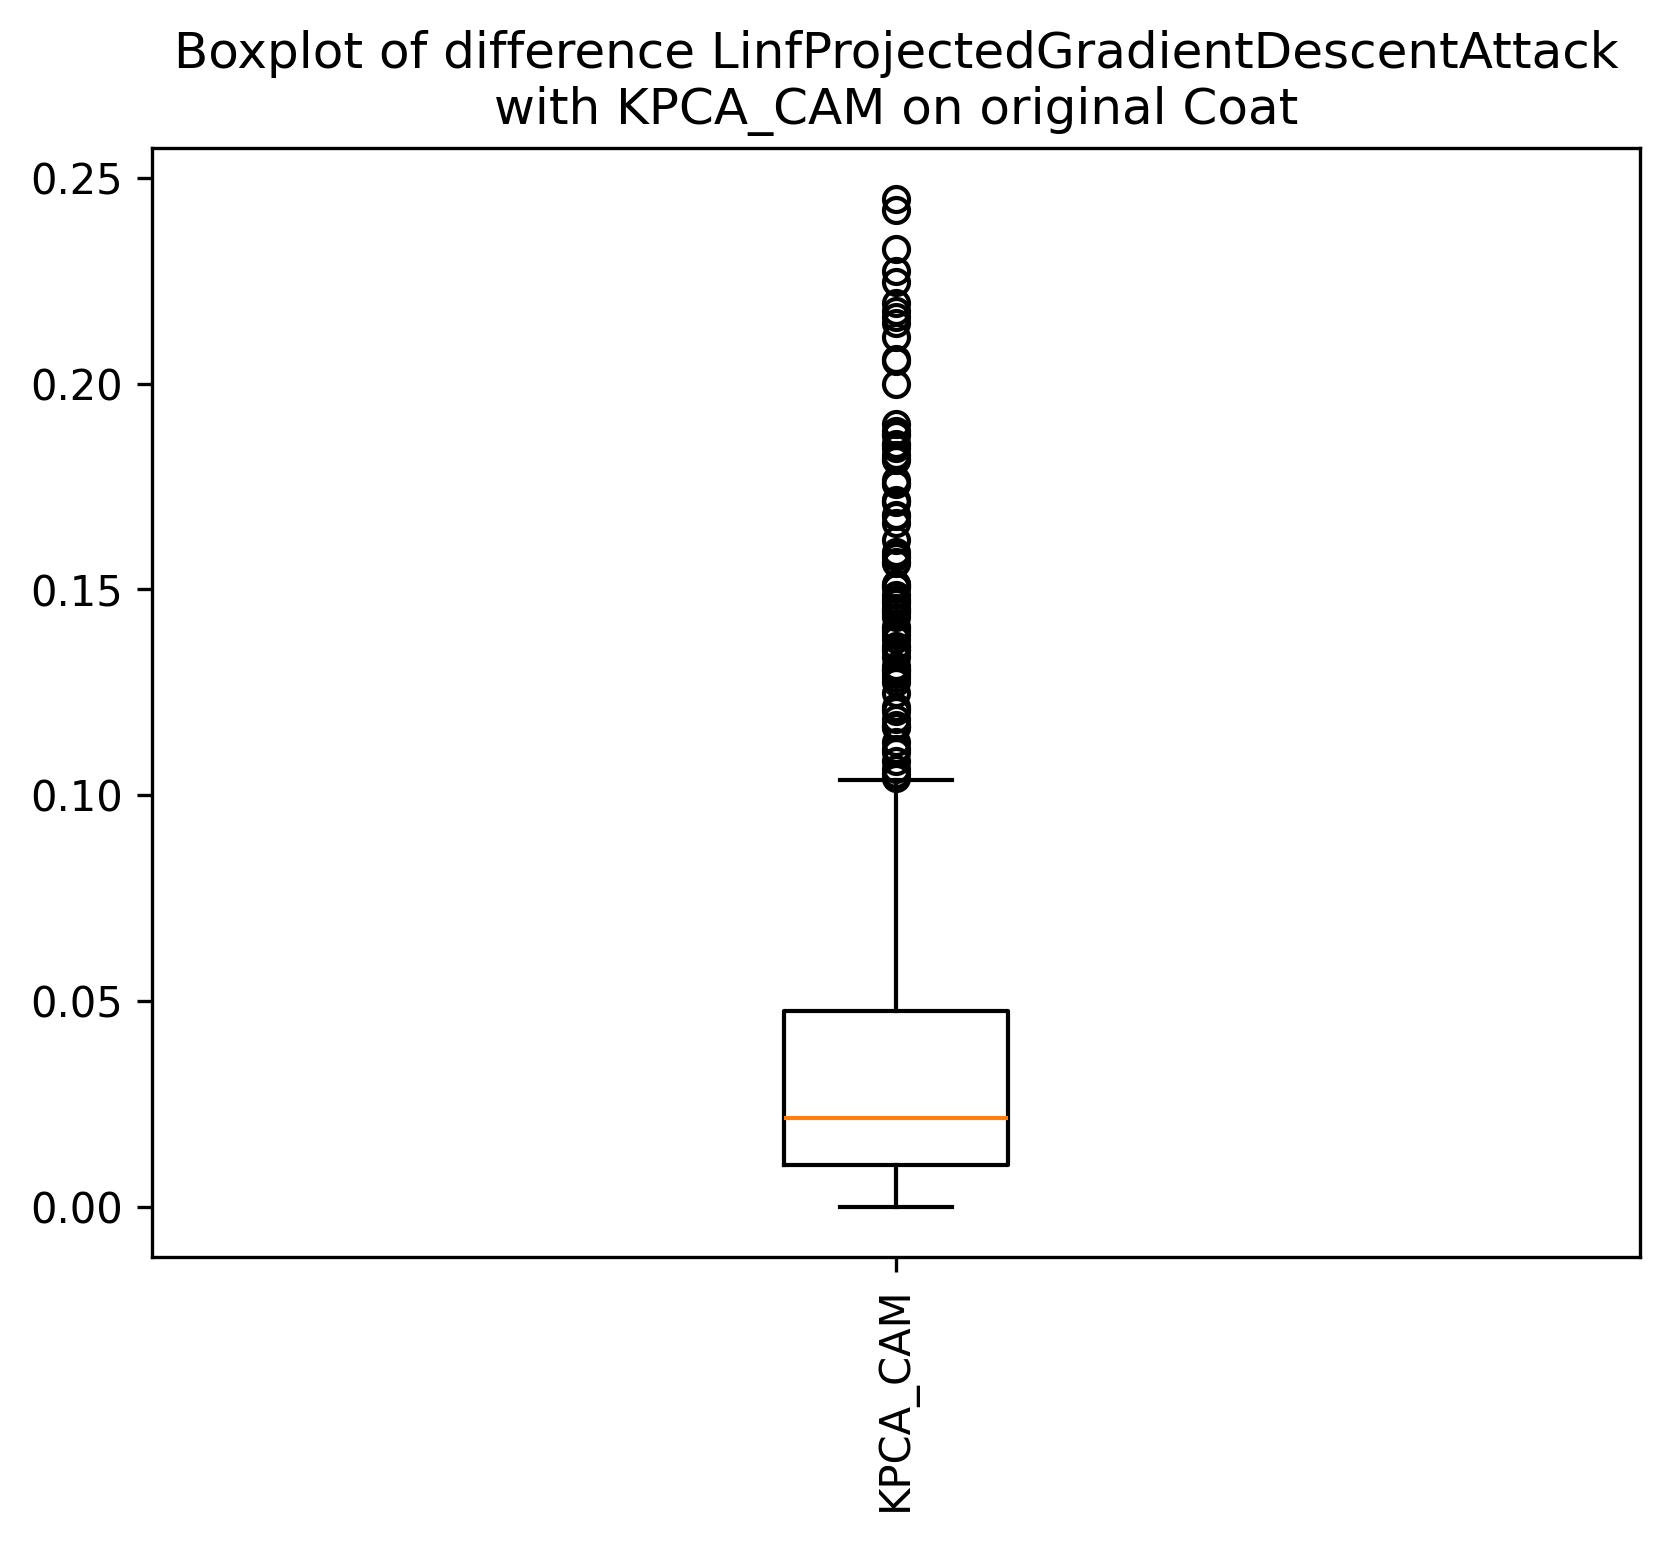 Boxplot of difference LinfProjectedGradientDescentAttack
with KPCA_CAM on original Coat
0.25
0.20
0.15
0.10
0.05
0.00
KPCA_CAM